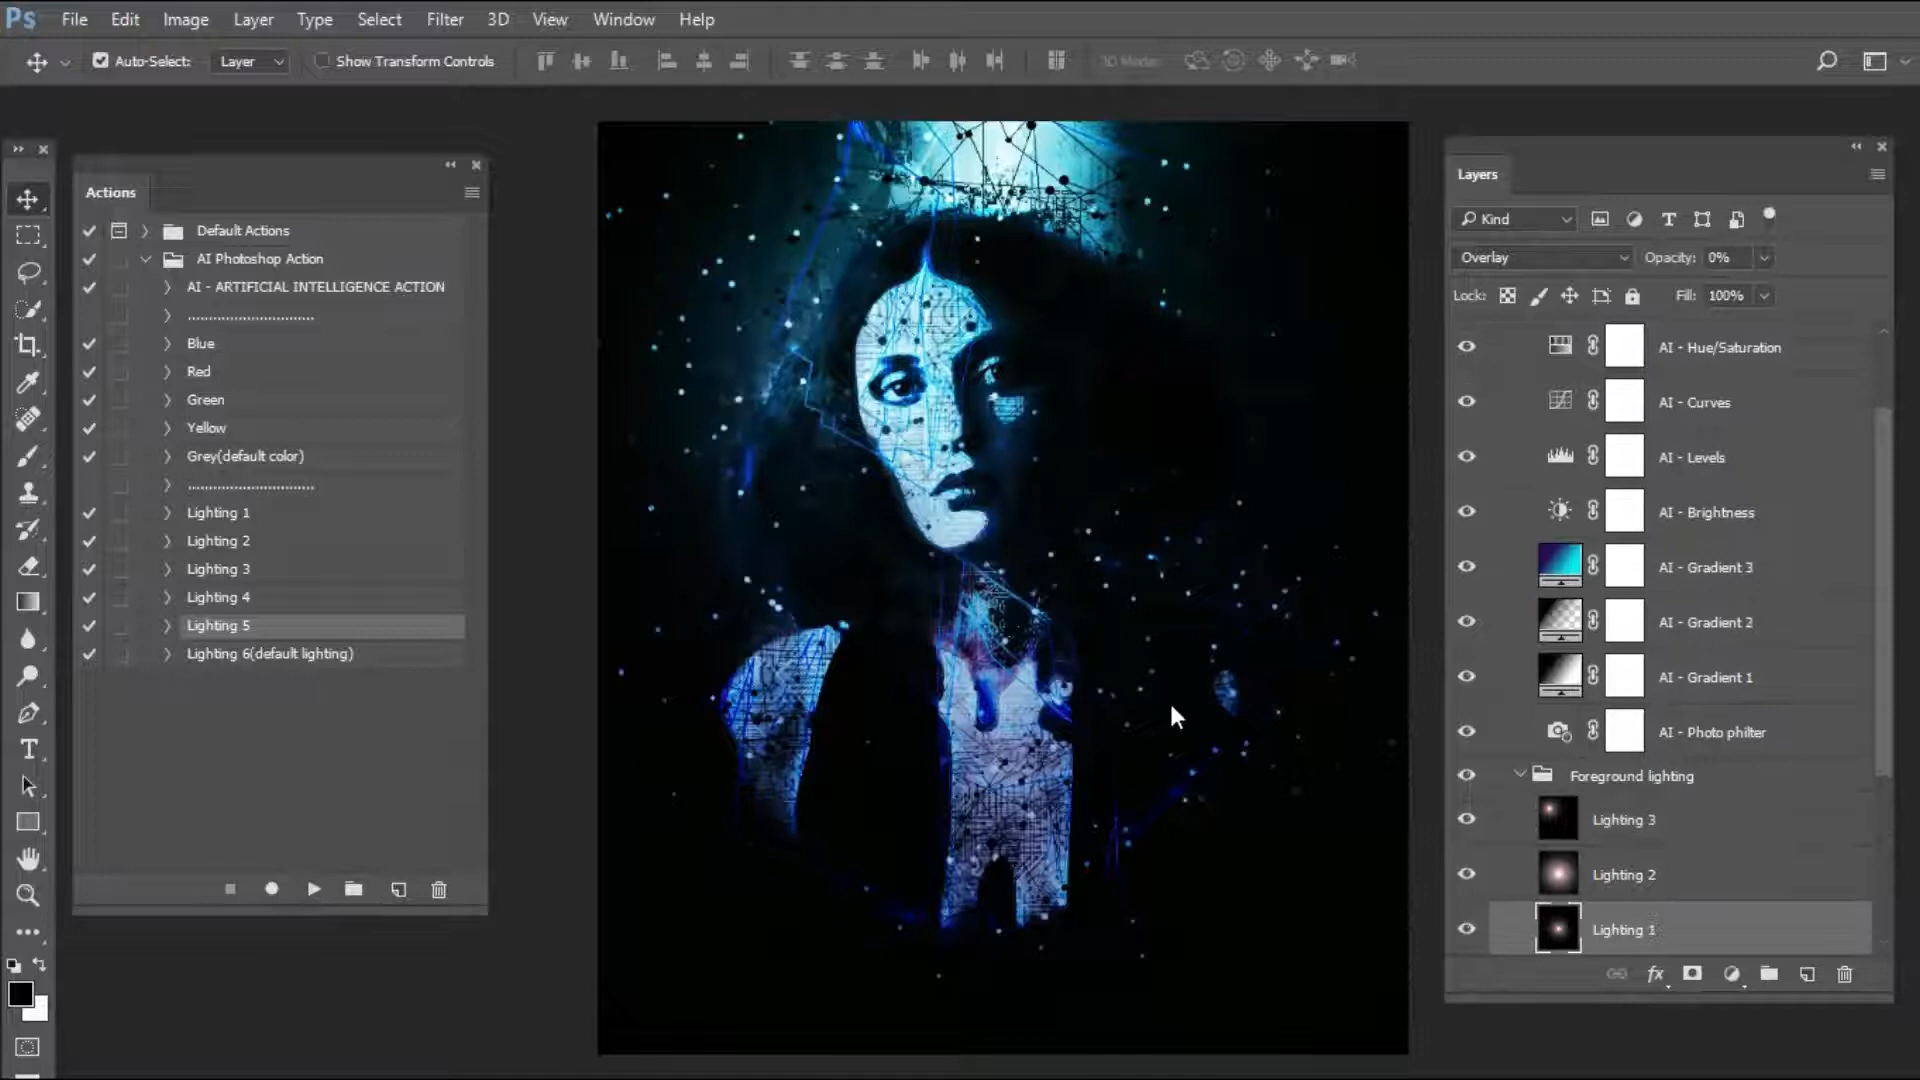 Ps File Edit Image Layer Type Select Filter 3D View Window Help
Auto-Select: Layer Show Transform Controls 3D Mode:
Actions
Default Actions
AI Photoshop Action
AI - ARTIFICIAL INTELLIGENCE ACTION
..............................
Blue
Red
Green
Yellow
Grey(default color)
..............................
Lighting 1
Lighting 2
Lighting 3
Lighting 4
Lighting 5
Lighting 6(default lighting)
Layers
Kind
Overlay Opacity: 0%
Lock: Fill: 100%
AI - Hue/Saturation
AI - Curves
AI - Levels
AI - Brightness
AI - Gradient 3
AI - Gradient 2
AI - Gradient 1
AI - Photo philter
Foreground lighting
Lighting 3
Lighting 2
Lighting 1
fx